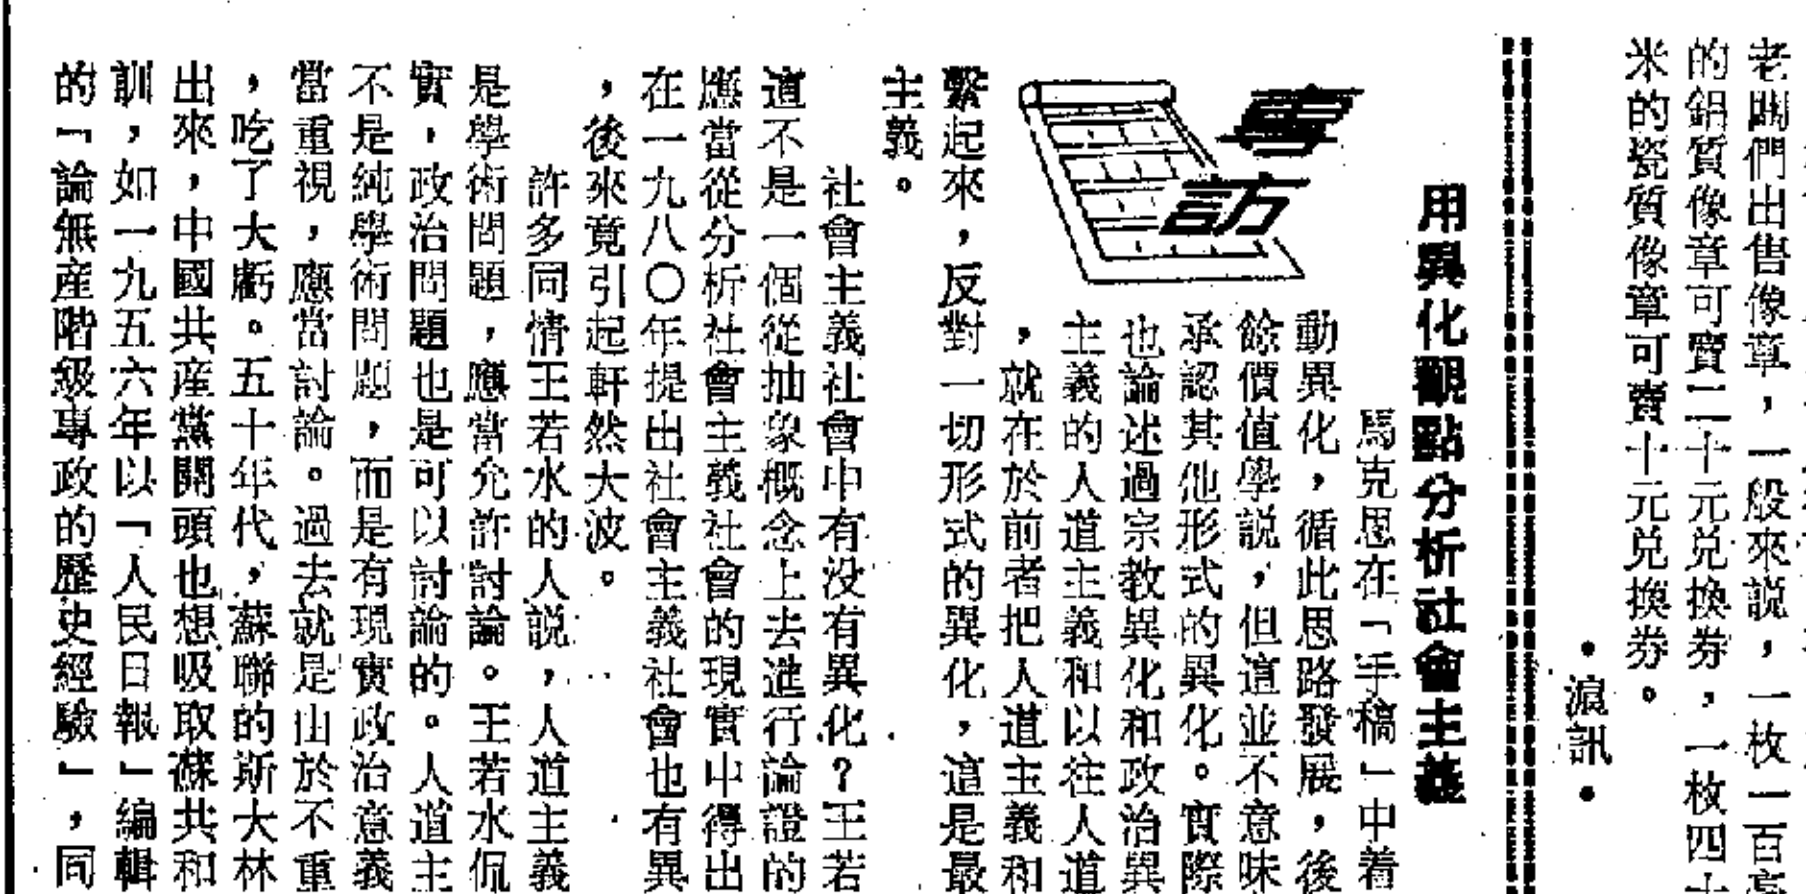 老闆們出售像章，一般來説，一枚一百
的鋁質像章可賣二十元兑換券，一枚四
米的瓷質像章可賣十元兑換券。
·滬訊·
用異化觀點分析社會主義
專訪
馬克思在「手稿」中着
動異化，循此思路發展，後
餘價值學説，但這並不意味
承認其他形式的異化。實際
也論述過宗教異化和政治異
主義的人道主義和以往人道
，就在於前者把人道主義和
繫起來，反對一切形式的異化，這是最
主義。
社會主義社會中有没有異化？王若
道不是一個從抽象概念上去進行論證的
應當從分析社會主義社會的現實中得出
在一九八〇年提出社會主義社會也有異
，後來竟引起軒然大波。
許多同情王若水的人説，人道主義
是學術問題，應當允許討論。王若水侃
實，政治問題也是可以討論的。人道主
不是純學術問題，而是有現實政治意義
當重視，應當討論。過去就是由於不重
，吃了大虧。五十年代，蘇聯的斯大林
出來，中國共産黨開頭也想吸取蘇共和
訓，如一九五六年以「人民日報」編輯
的「論無産階級專政的歷史經驗」，同